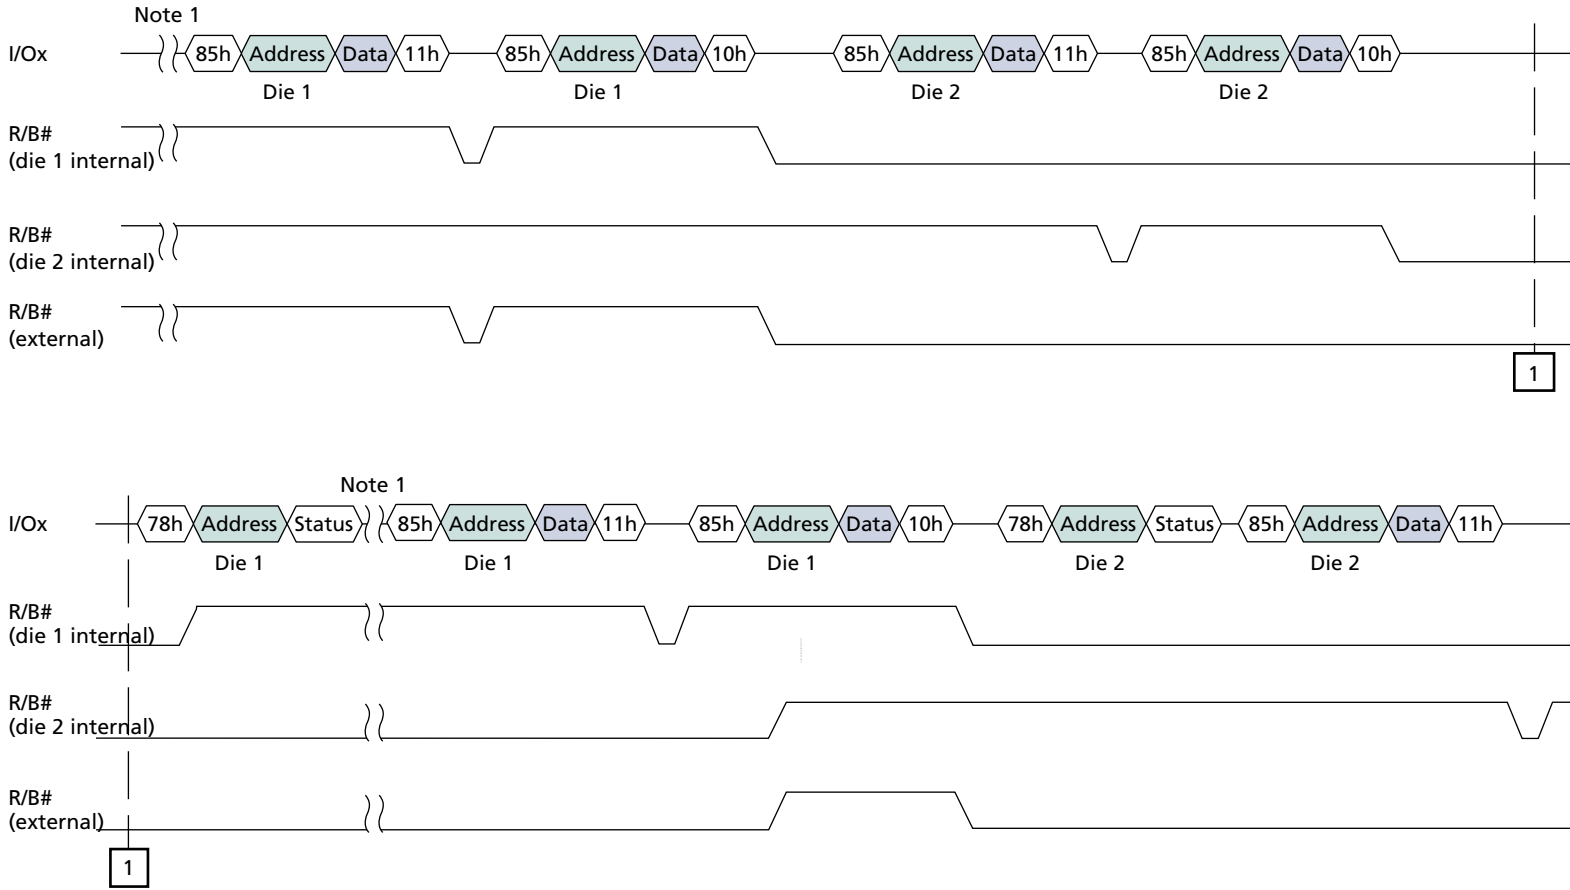 Note 1
I/Ox 85h Address Data 11h 85h Address Data 10h 85h Address Data 11h 85h Address Data 10h
Die 1 Die 1 Die 2 Die 2
R/B#
(die 1 internal)
R/B#
(die 2 internal)
R/B#
(external)
1
Note 1
I/Ox 78h Address Status 85h Address Data 11h 85h Address Data 10h 78h Address Status 85h Address Data 11h
Die 1 Die 1 Die 1 Die 2 Die 2
R/B#
(die 1 internal)
R/B#
(die 2 internal)
R/B#
(external)
1